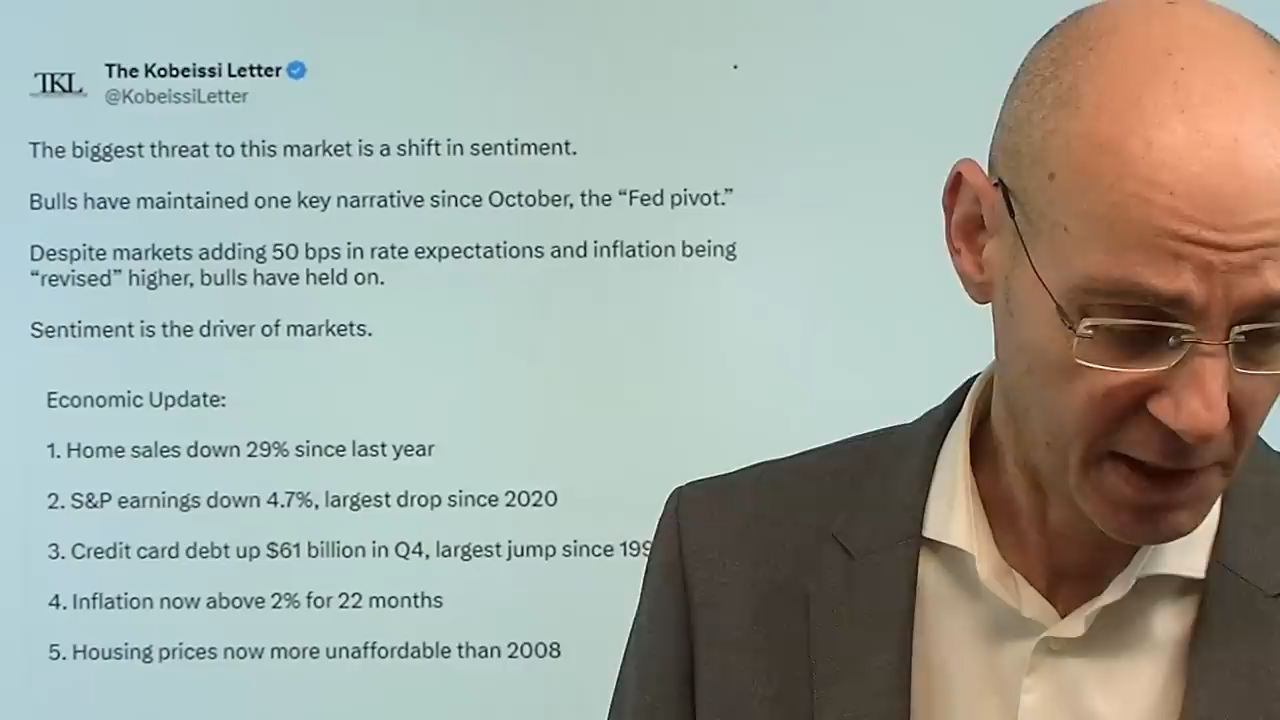 TKL The Kobeissi Letter
@KobeissiLetter
The biggest threat to this market is a shift in sentiment.
Bulls have maintained one key narrative since October, the “Fed pivot.”
Despite markets adding 50 bps in rate expectations and inflation being
“revised” higher, bulls have held on.
Sentiment is the driver of markets.
Economic Update:
1. Home sales down 29% since last year
2. S&P earnings down 4.7%, largest drop since 2020
3. Credit card debt up $61 billion in Q4, largest jump since
4. Inflation now above 2% for 22 months
5. Housing prices now more unaffordable than 2008